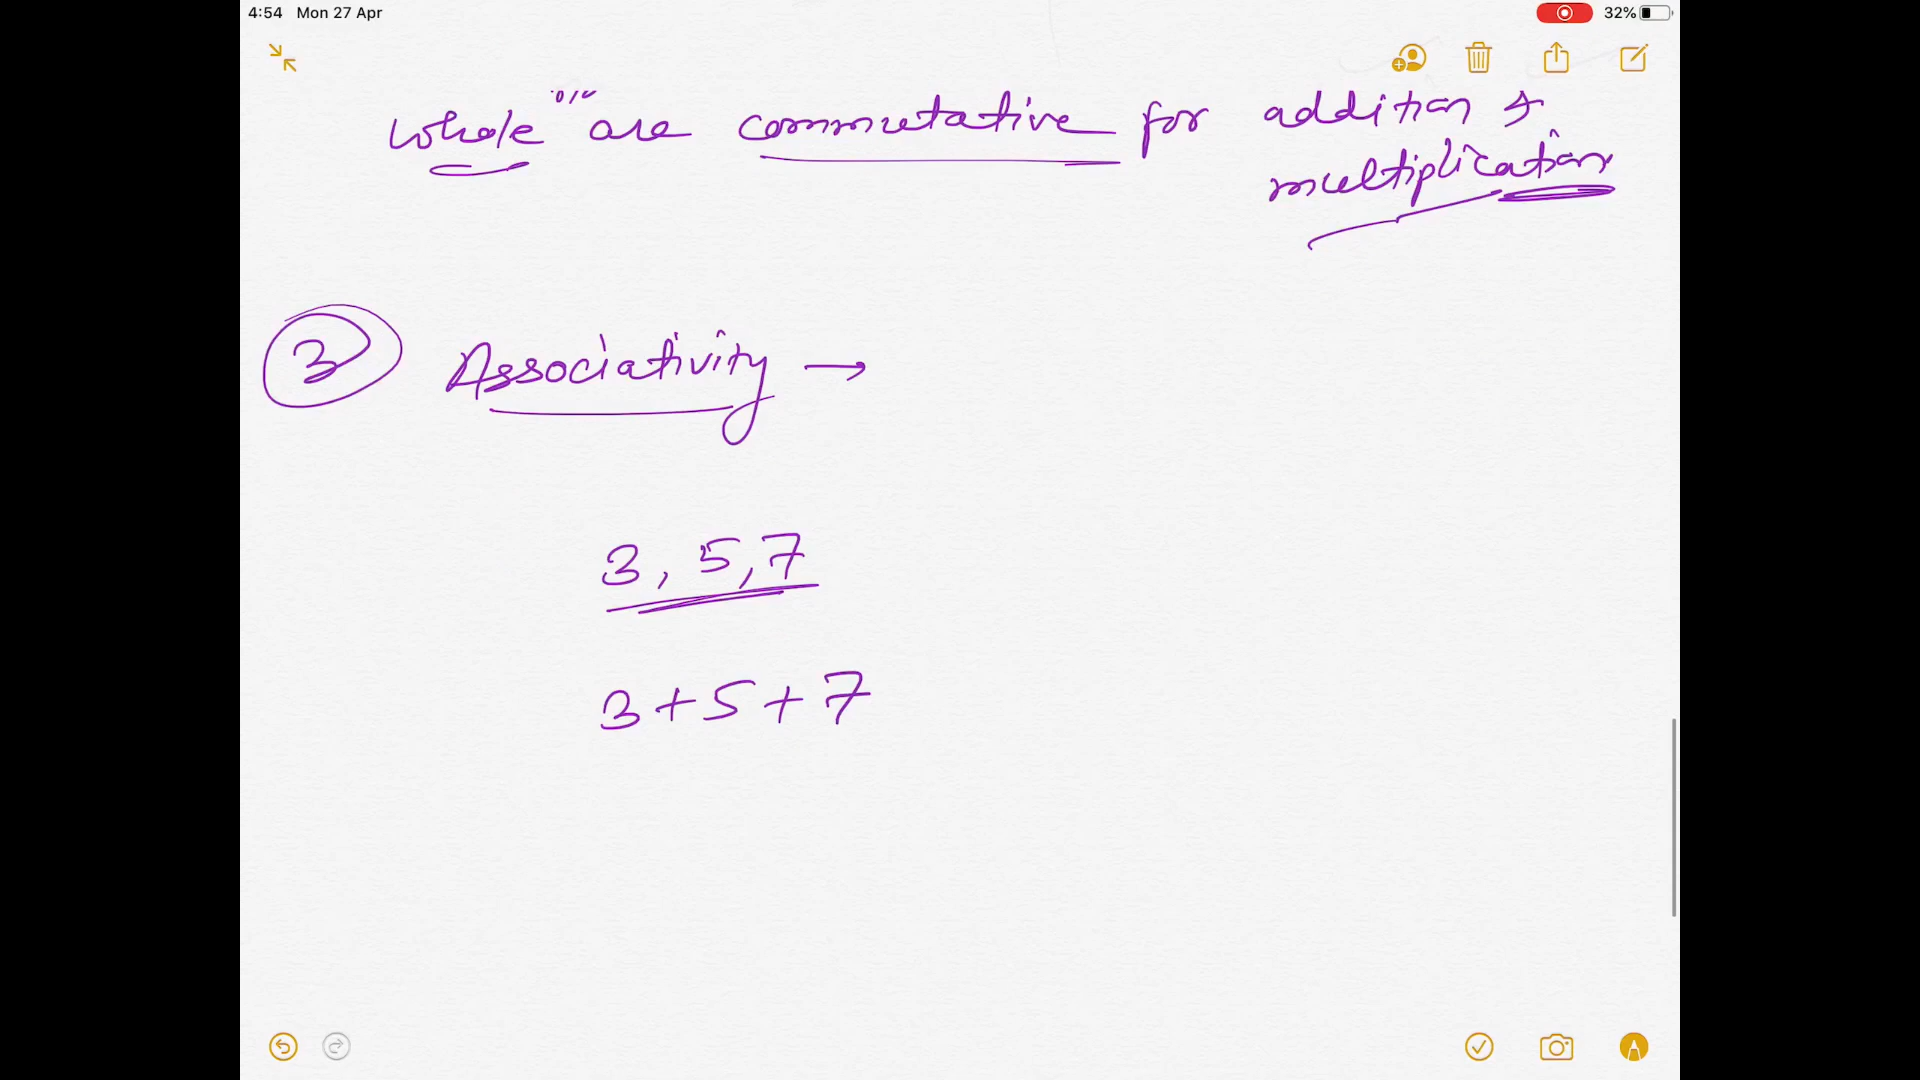 4:54 Mon 27 Apr
32%
whole are commutative for addition &
multiplication
3 Associativity →
3, 5, 7
3+5+7